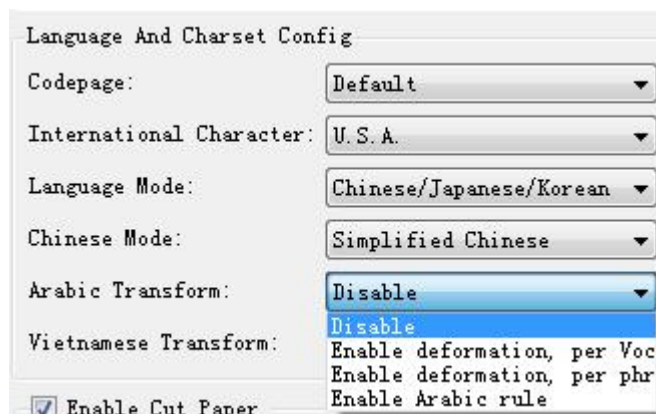 Language And Charset Config
Codepage: Default
International Character: U.S.A.
Language Mode: Chinese/Japanese/Korean
Chinese Mode: Simplified Chinese
Arabic Transform: Disable
Disable
Vietnamese Transform: Enable deformation, per Voc
Enable deformation, per phr
Enable Arabic rule
Enable Cut Paper